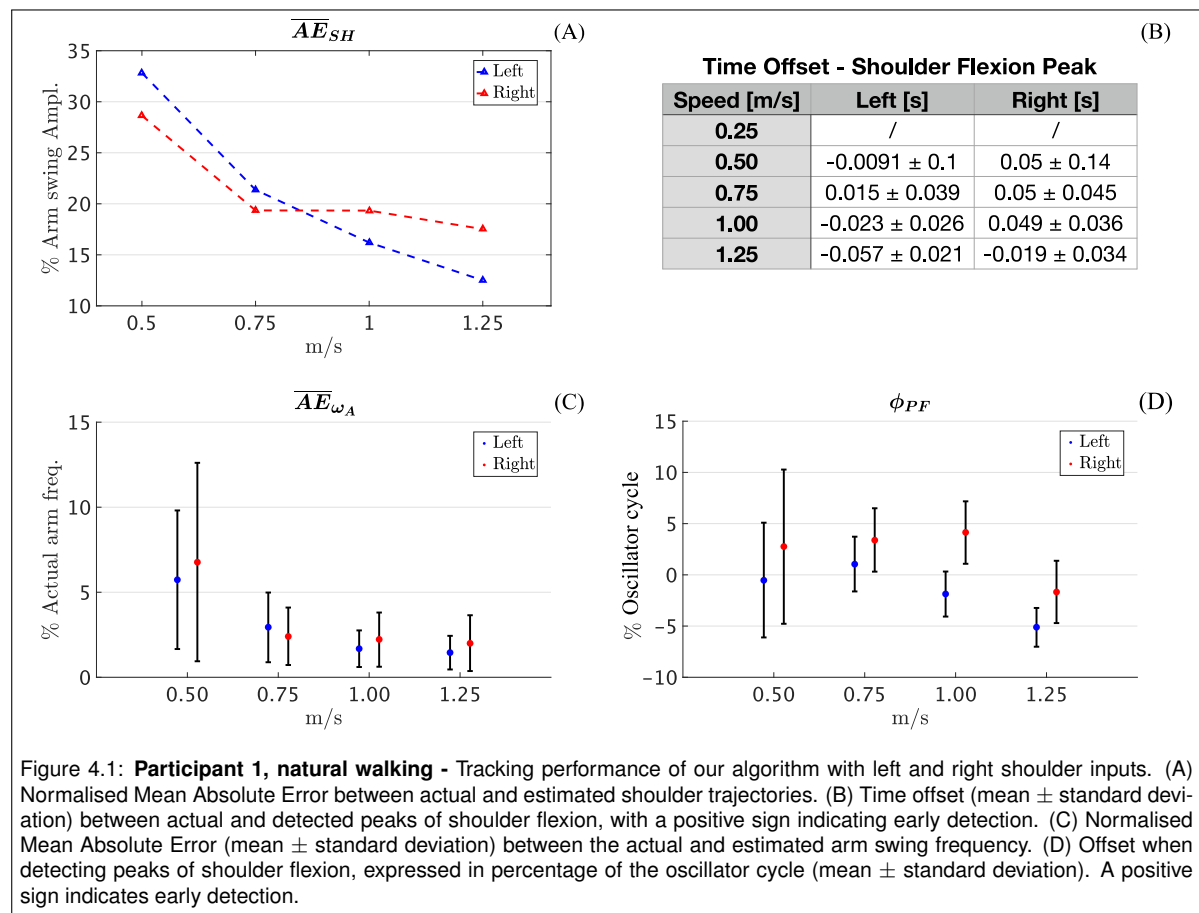 AE_SH
(A)
35
30
25
20
15
10
% Arm swing Ampl.
Left
Right
0.5 0.75 1 1.25
m/s
(B)
Time Offset - Shoulder Flexion Peak
Speed [m/s] Left [s] Right [s]
0.25 / /
0.50 -0.0091 ± 0.1 0.05 ± 0.14
0.75 0.015 ± 0.039 0.05 ± 0.045
1.00 -0.023 ± 0.026 0.049 ± 0.036
1.25 -0.057 ± 0.021 -0.019 ± 0.034
AE_ωA
(C)
15
10
5
0
% Actual arm freq.
Left
Right
0.50 0.75 1.00 1.25
m/s
ϕPF
(D)
15
10
5
0
−5
−10
% Oscillator cycle
Left
Right
0.50 0.75 1.00 1.25
m/s
Figure 4.1: Participant 1, natural walking - Tracking performance of our algorithm with left and right shoulder inputs. (A)
Normalised Mean Absolute Error between actual and estimated shoulder trajectories. (B) Time offset (mean ± standard devi-
ation) between actual and detected peaks of shoulder flexion, with a positive sign indicating early detection. (C) Normalised
Mean Absolute Error (mean ± standard deviation) between the actual and estimated arm swing frequency. (D) Offset when
detecting peaks of shoulder flexion, expressed in percentage of the oscillator cycle (mean ± standard deviation). A positive
sign indicates early detection.